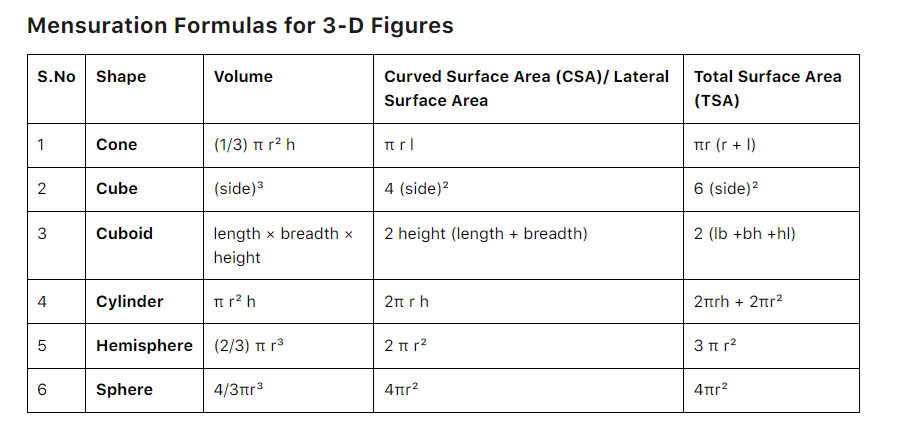 Mensuration Formulas for 3-D Figures
S.No Shape Volume Curved Surface Area (CSA)/ Lateral Total Surface Area
Surface Area (TSA)
1 Cone (1/3) π r² h π r l πr (r + l)
2 Cube (side)³ 4 (side)² 6 (side)²
3 Cuboid length × breadth × 2 height (length + breadth) 2 (lb +bh +hl)
height
4 Cylinder π r² h 2π r h 2πrh + 2πr²
5 Hemisphere (2/3) π r³ 2 π r² 3 π r²
6 Sphere 4/3πr³ 4πr² 4πr²